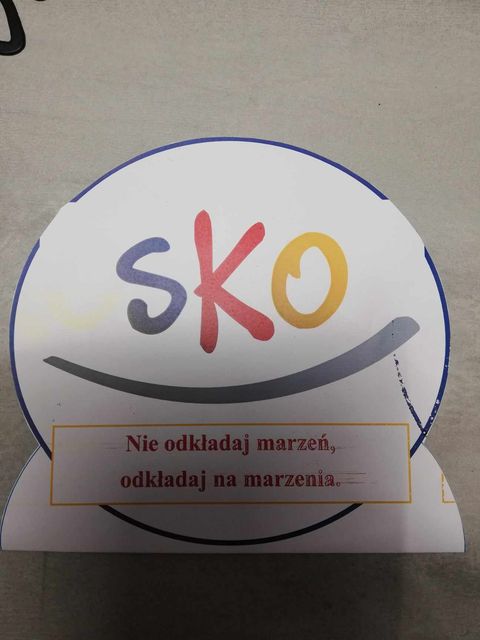 sKO
Nie odkładaj marzeń,
odkładaj na marzenia.